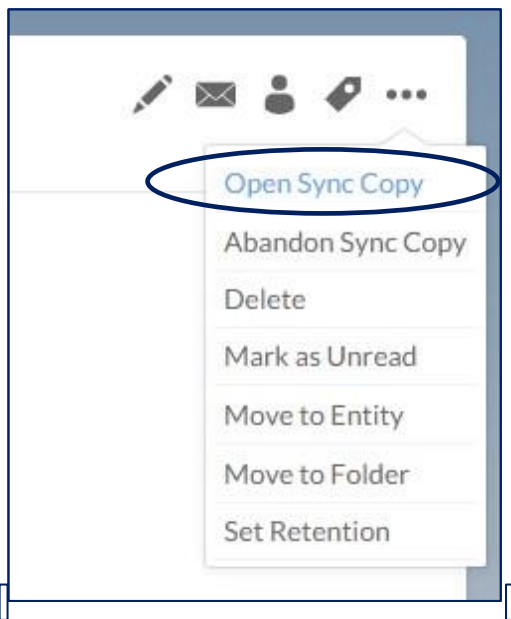 Open Sync Copy
Abandon Sync Copy
Delete
Mark as Unread
Move to Entity
Move to Folder
Set Retention